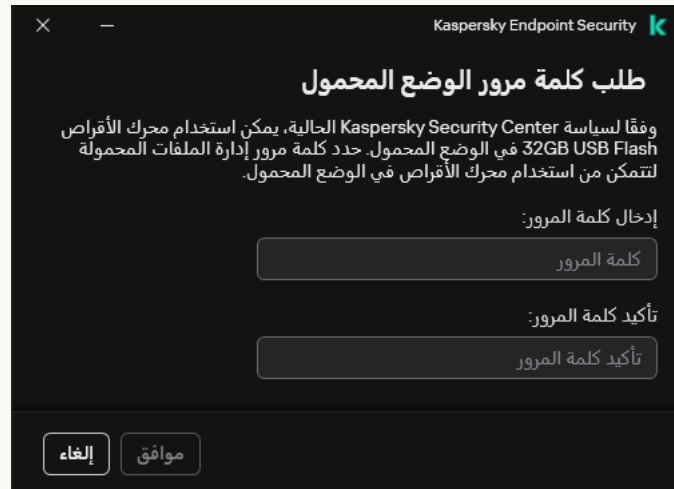 Kaspersky Endpoint Security
طلب كلمة مرور الوضع المحمول
وفقًا لسياسة Kaspersky Security Center الحالية، يمكن استخدام محرك الأقراص
32GB USB Flash في الوضع المحمول. حدد كلمة مرور إدارة الملفات المحمولة
لتتمكن من استخدام محرك الأقراص في الوضع المحمول.
إدخال كلمة المرور:
كلمة المرور
تأكيد كلمة المرور:
تأكيد كلمة المرور
موافق
إلغاء